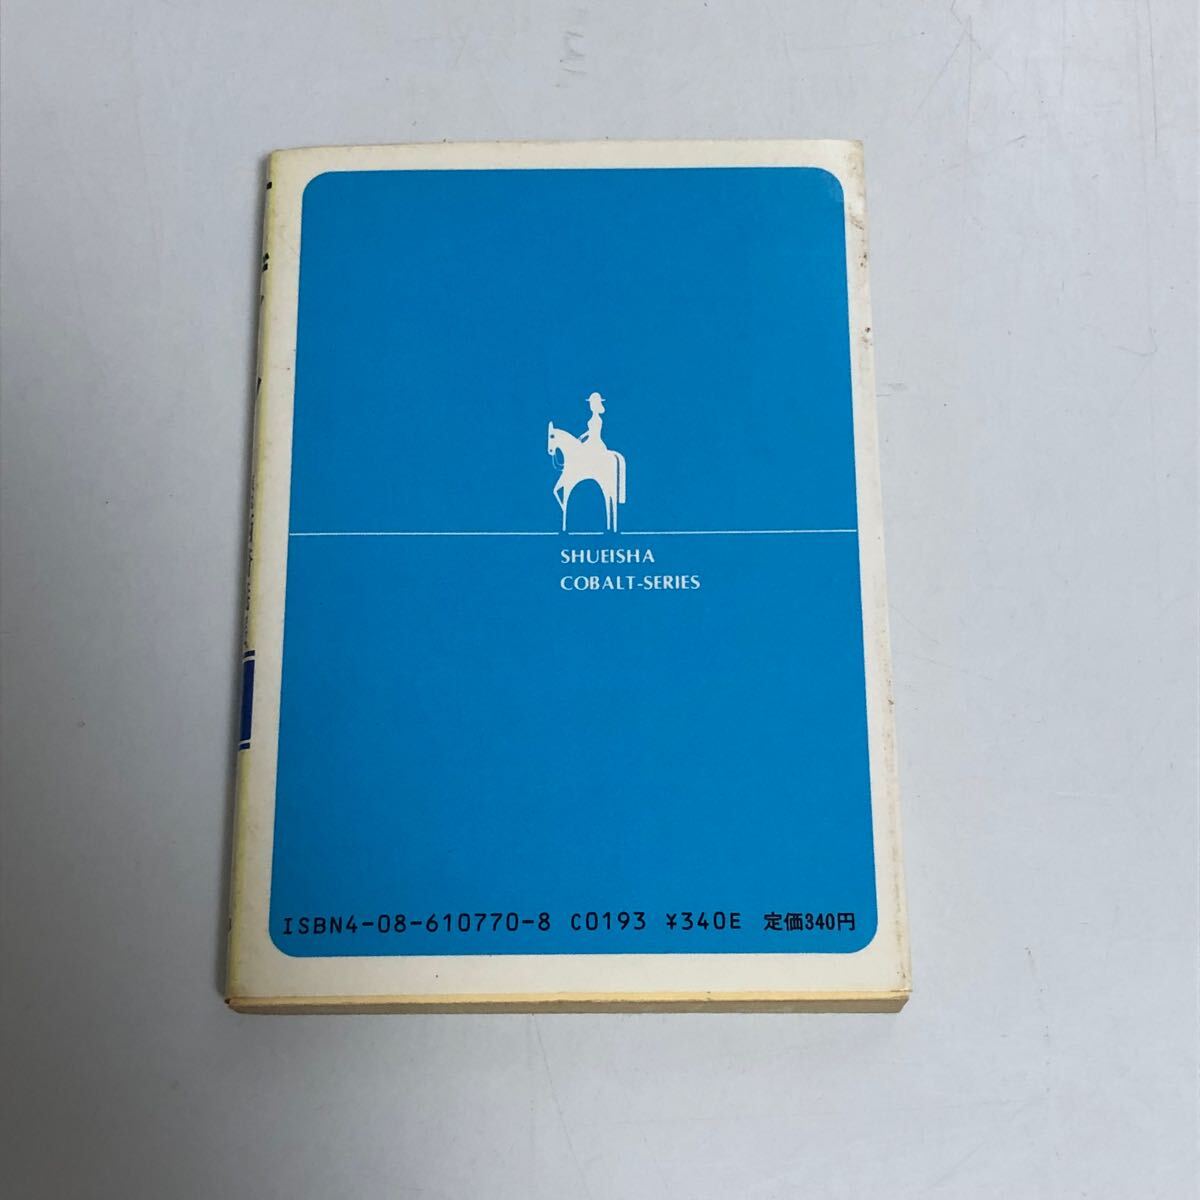 SHUEISHA
COBALT-SERIES
ISBN4-08-610770-8 C0193 ¥340E 定価340円